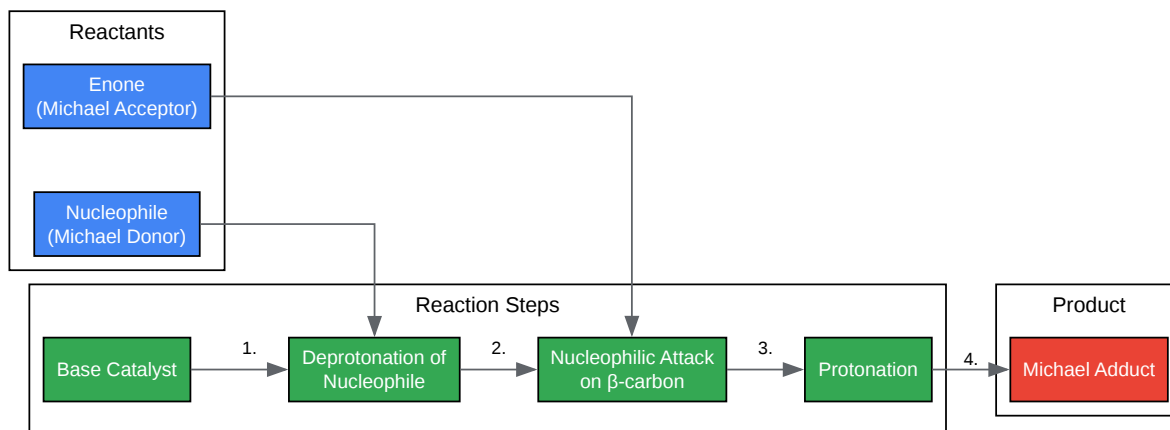 Reactants
Enone
(Michael Acceptor)
Nucleophile
(Michael Donor)
Reaction Steps
Product
Base Catalyst
1.
Deprotonation of
Nucleophile
2.
Nucleophilic Attack
on β-carbon
3.
Protonation
4.
Michael Adduct